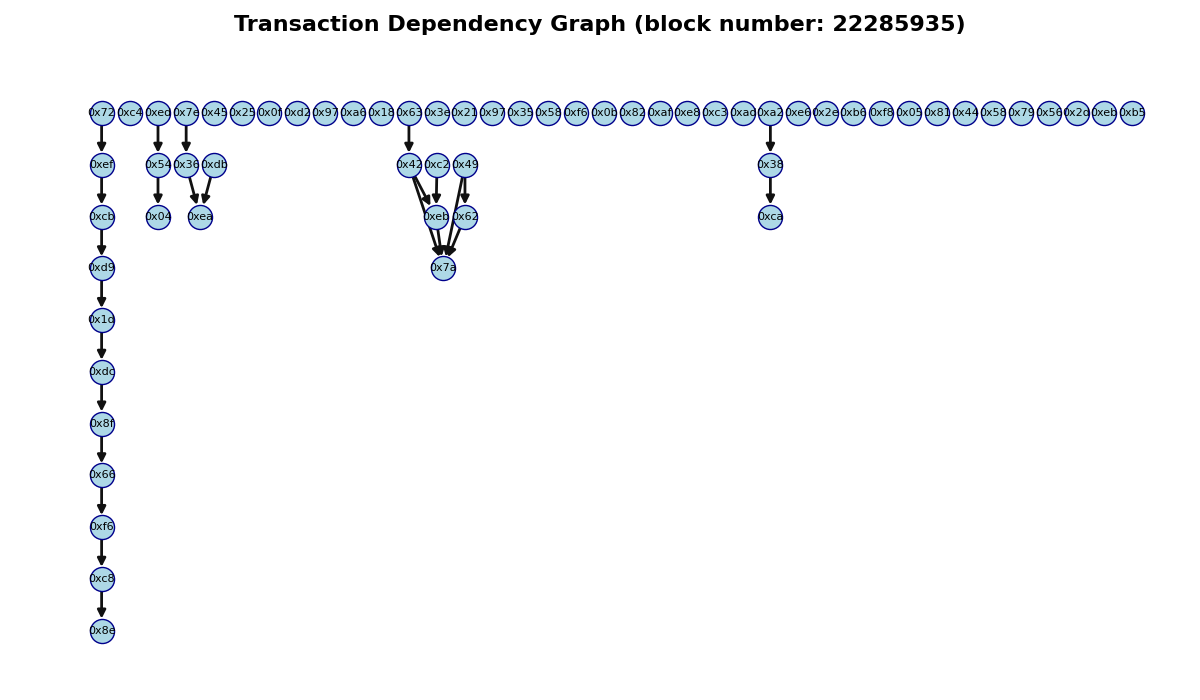 Transaction Dependency Graph (block number: 22285935)
0x72 0xc4 0xed 0x7e 0x45 0x25 0x0f 0xd2 0x97 0xa6 0x18 0x63 0x3e 0x21 0x97 0x35 0x58 0xf6 0x0b 0x82 0xaf 0xe8 0xc3 0xad 0xa2 0xe6 0x2e 0xb6 0xf8 0x05 0x81 0x44 0x58 0x79 0x56 0x2d 0xeb 0xb5
0xef 0x54 0x36 0xdb 0x42 0xc2 0x49 0x38
0xcb 0x04 0xea 0xeb 0x62 0xca
0xd9 0x7a
0x1d
0xdc
0x8f
0x66
0xf6
0xc8
0x8e